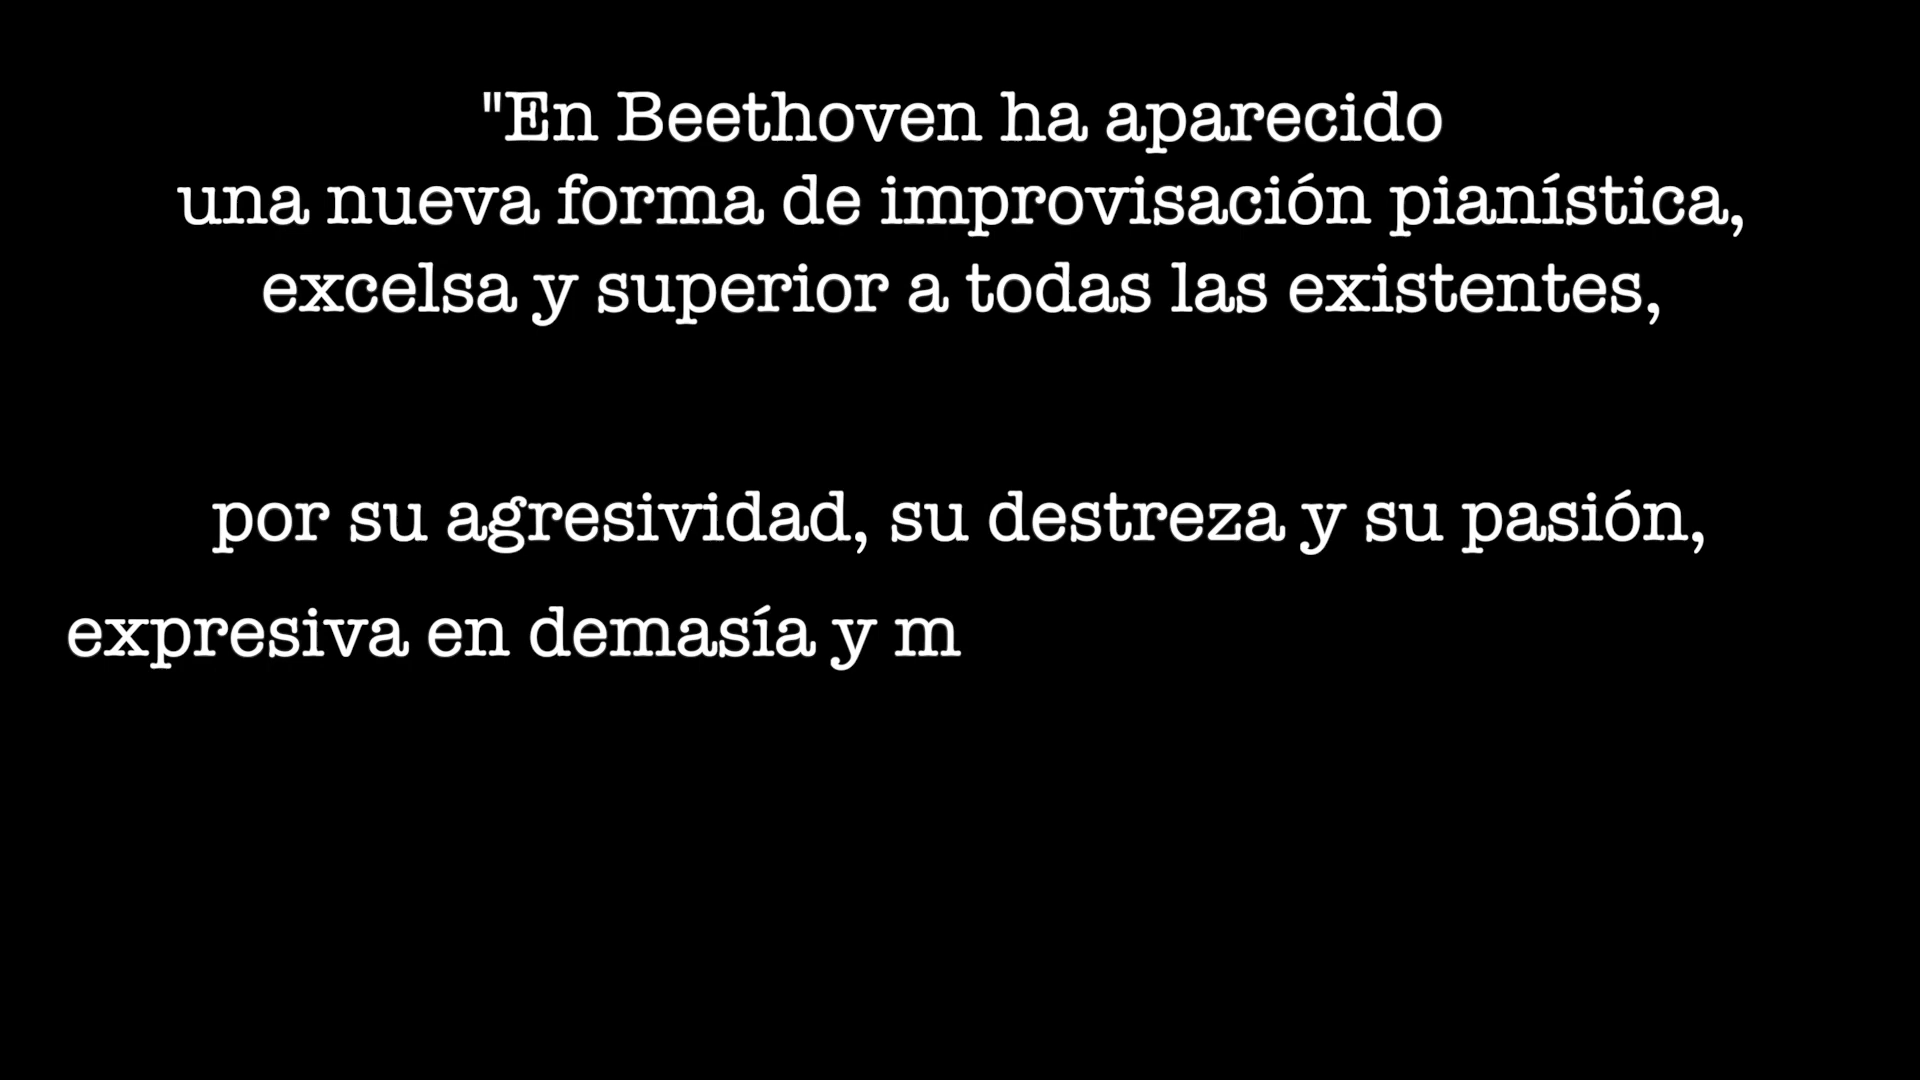 "En Beethoven ha aparecido
una nueva forma de improvisación pianística,
excelsa y superior a todas las existentes,
por su agresividad, su destreza y su pasión,
expresiva en demasía y m